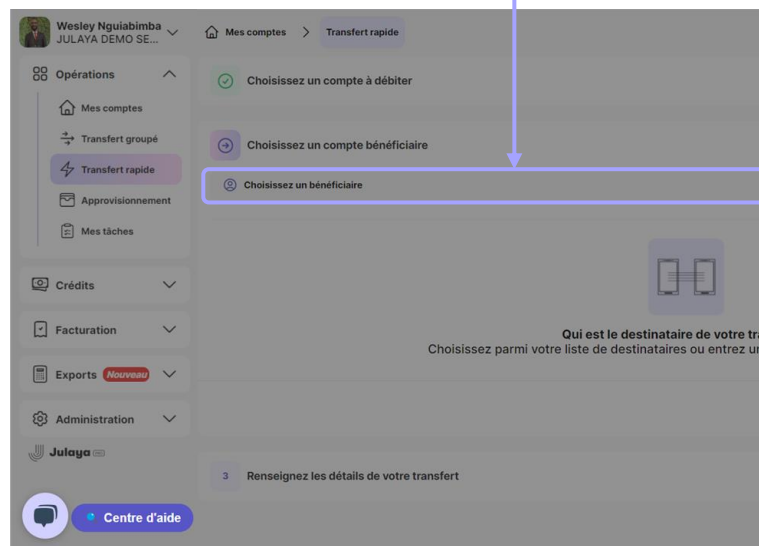 Wesley Nguiabimba
JULAYA DEMO SE...
Mes comptes
Transfert rapide
Opérations
Mes comptes
Transfert groupé
Transfert rapide
Approvisionnement
Mes tâches
Crédits
Facturation
Exports Nouveau
Administration
Julaya
Centre d'aide
Choisissez un compte à débiter
Choisissez un compte bénéficiaire
Choisissez un bénéficiaire
Qui est le destinataire de votre tra
Choisissez parmi votre liste de destinataires ou entrez un
3 Renseignez les détails de votre transfert